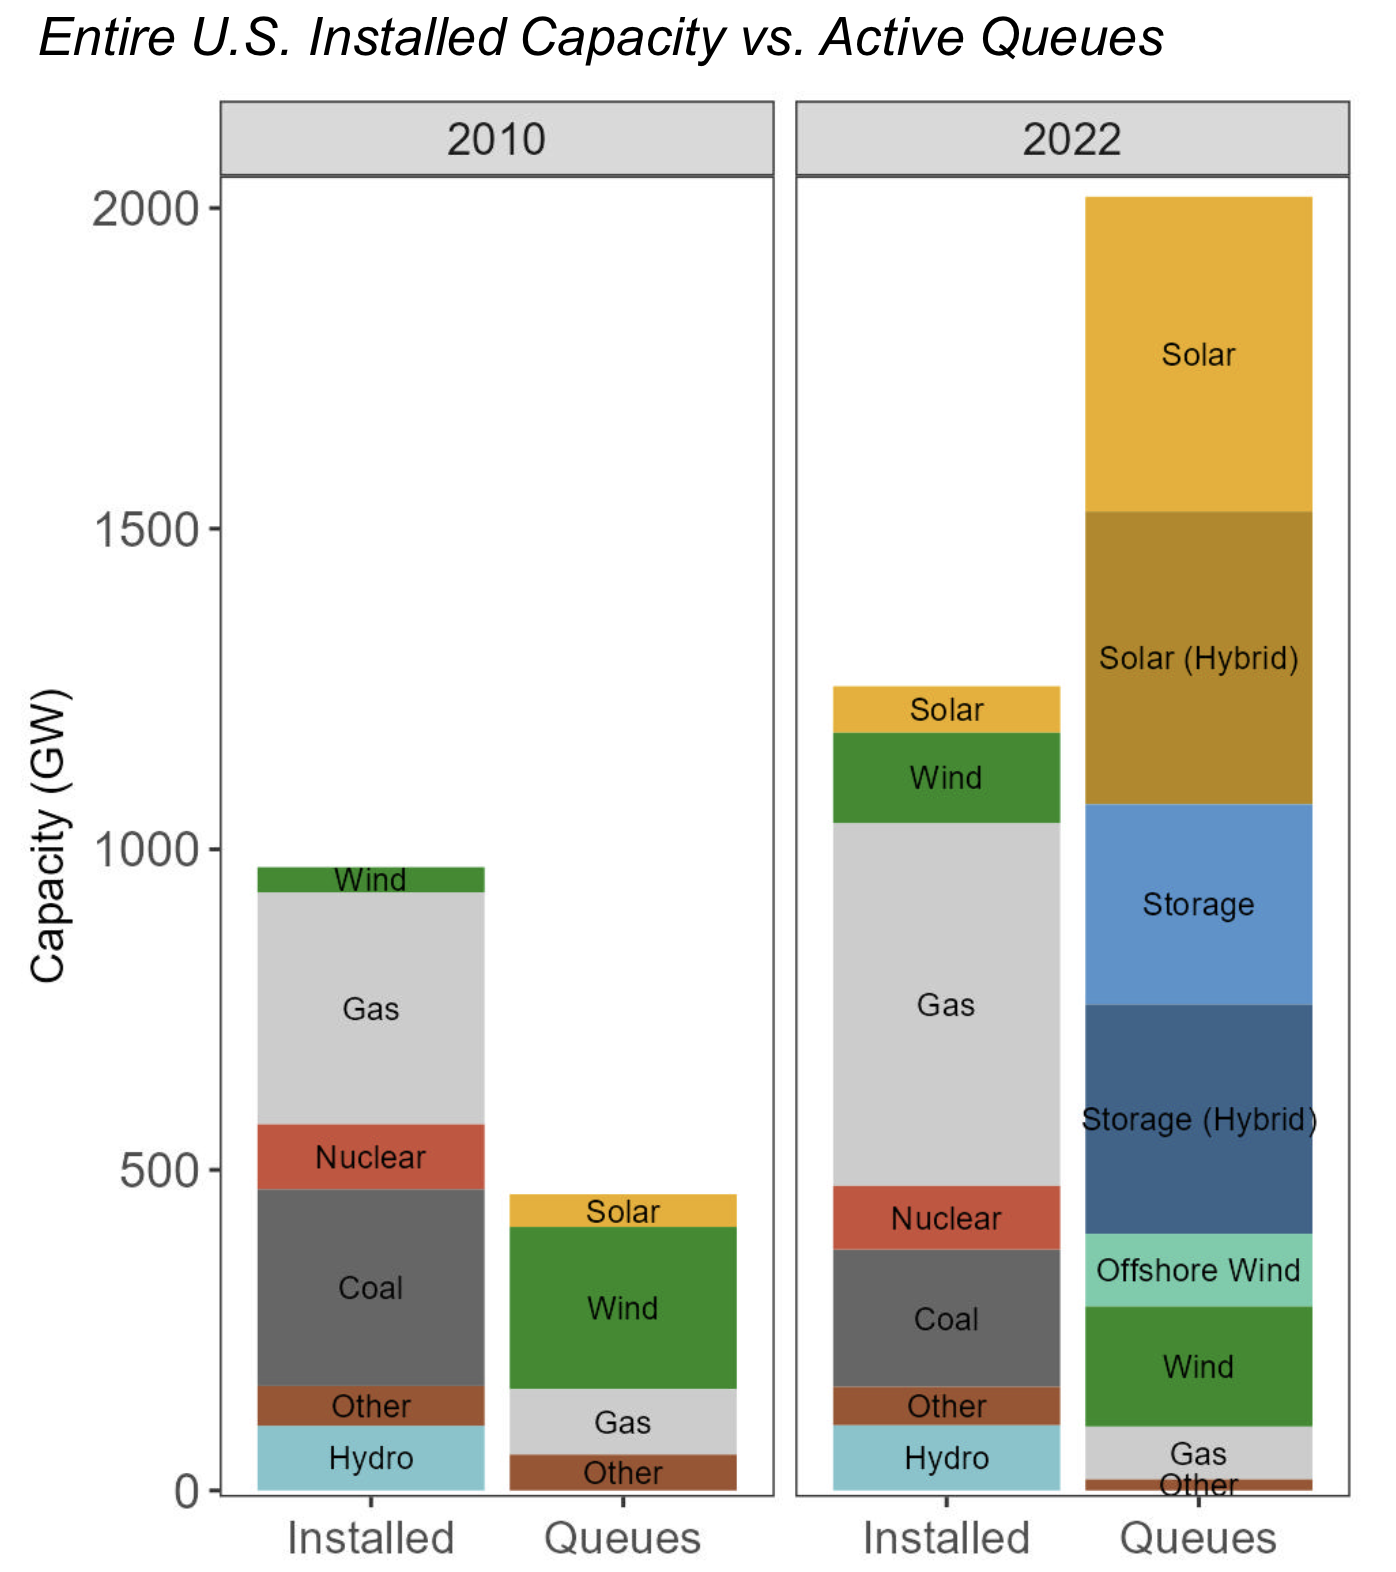 Entire U.S. Installed Capacity vs. Active Queues
2010
2022
Capacity (GW)
2000
1500
1000
500
0
Wind
Gas
Nuclear
Coal
Other
Hydro
Solar
Wind
Gas
Other
Solar
Wind
Gas
Nuclear
Coal
Other
Hydro
Solar
Solar (Hybrid)
Storage
Storage (Hybrid)
Offshore Wind
Wind
Gas
Other
Installed
Queues
Installed
Queues